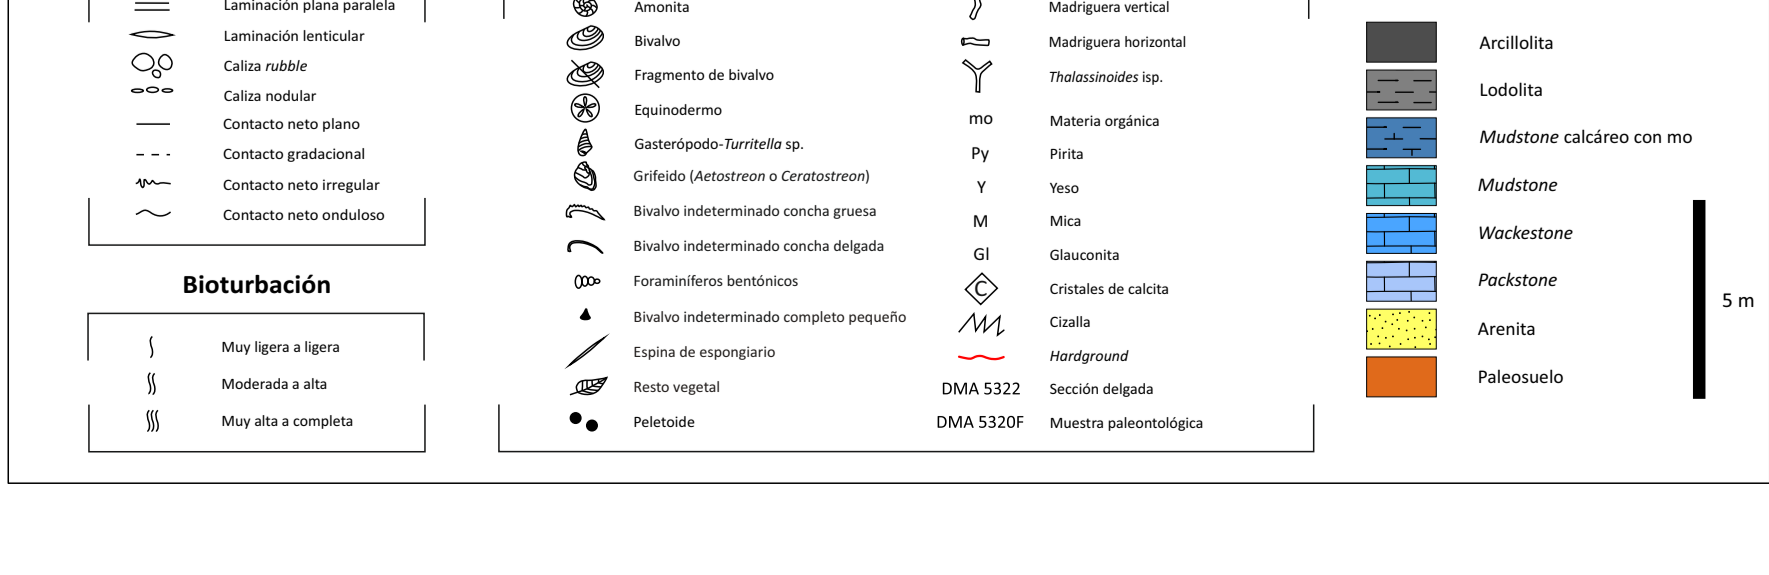 Laminación plana paralela
Laminación lenticular
Caliza rubble
Caliza nodular
Contacto neto plano
Contacto gradacional
Contacto neto irregular
Contacto neto onduloso
Bioturbación
Muy ligera a ligera
Moderada a alta
Muy alta a completa
Amonita
Bivalvo
Fragmento de bivalvo
Equinodermo
Gasterópodo-Turritella sp.
Grifeido (Aetostreon o Ceratostreon)
Bivalvo indeterminado concha gruesa
Bivalvo indeterminado concha delgada
Foraminíferos bentónicos
Bivalvo indeterminado completo pequeño
Espina de espongiario
Resto vegetal
Peletoide
Madriguera vertical
Madriguera horizontal
Thalassinoides isp.
mo Materia orgánica
Py Pirita
Y Yeso
M Mica
Gl Glauconita
C Cristales de calcita
Cizalla
Hardground
DMA 5322 Sección delgada
DMA 5320F Muestra paleontológica
Arcillolita
Lodolita
Mudstone calcáreo con mo
Mudstone
Wackestone
Packstone
Arenita
Paleosuelo
5 m